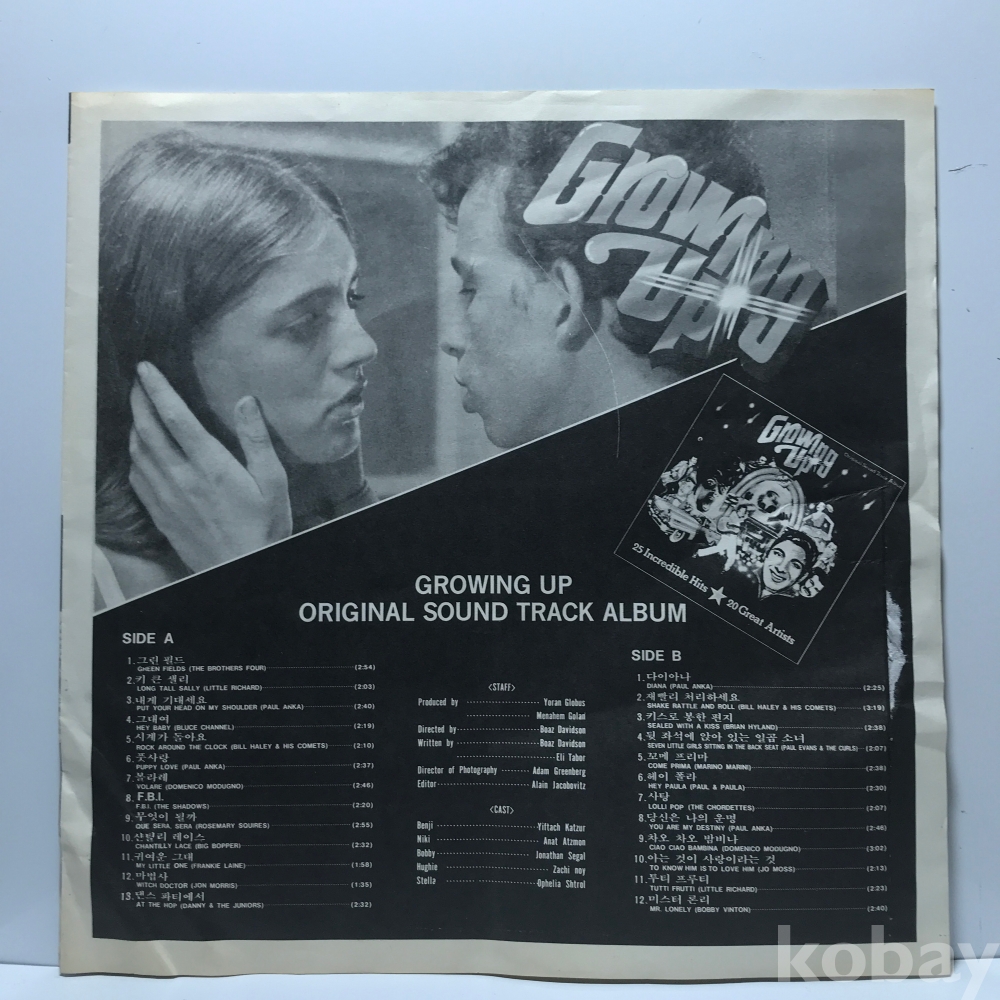 Growing
Up
Growing
Up
Original Sound Track Album
25 Incredible Hits ★ 20 Great Artists
GROWING UP
ORIGINAL SOUND TRACK ALBUM
SIDE A
1.그린 필드
GHEEN FIELDS (THE BROTHERS FOUR) (2:54)
2.키 큰 샐리
LONG TALL SALLY (LITTLE RICHARD) (2:03)
3.내게 기대세요
PUT YOUR HEAD ON MY SHOULDER (PAUL ANKA) (2:40)
4.그대여
HEY BABY (BLUCE CHANNEL) (2:19)
5.시계가 돌아요
ROCK AROUND THE CLOCK (BILL HALEY & HIS COMETS) (2:10)
6.풋사랑
PUPPY LOVE (PAUL ANKA) (2:37)
7.볼라레
VOLARE (DOMENICO MODUGNO) (2:46)
8.F.B.I.
F.B.I. (THE SHADOWS) (2:20)
9.무엇이 될까
QUE SERA, SERA (ROSEMARY SQUIRES) (2:55)
10.샨틸리 레이스
CHANTILLY LACE (BIG BOPPER) (2:32)
11.귀여운 그대
MY LITTLE ONE (FRANKIE LAINE) (1:58)
12.마법사
WITCH DOCTOR (JON MORRIS) (1:35)
13.댄스 파티에서
AT THE HOP (DANNY & THE JUNIORS) (2:32)
<STAFF>
Produced by Yoran Globus
Menahem Golan
Directed by Boaz Davidson
Written by Boaz Davidson
Eli Tabor
Director of Photography Adam Greenberg
Editor Alain Jacobovitz
<CAST>
Benji Yiftach Katzur
Niki Anat Atzmon
Bobby Jonathan Segal
Hughie Zachi noy
Stella Ophelia Shtrol
SIDE B
1.다이아나
DIANA (PAUL ANKA) (2:25)
2.재빨리 처리하세요
SHAKE RATTLE AND ROLL (BILL HALEY & HIS COMETS) (3:19)
3.키스로 봉한 편지
SEALED WITH A KISS (BRIAN HYLAND) (2:38)
4.뒷 좌석에 앉아 있는 일곱 소녀
SEVEN LITTLE GIRLS SITTING IN THE BACK SEAT (PAUL EVANS & THE CURLS) (2:07)
5.꼬메 프리마
COME PRIMA (MARINO MARINI) (2:38)
6.헤이 폴라
HEY PAULA (PAUL & PAULA) (2:30)
7.사탕
LOLLI POP (THE CHORDETTES) (2:07)
8.당신은 나의 운명
YOU ARE MY DESTINY (PAUL ANKA) (2:46)
9.차오 차오 밤비나
CIAO CIAO BAMBINA (DOMENICO MODUGNO) (3:02)
10.아는 것이 사랑이라는 것
TO KNOW HIM IS TO LOVE HIM (JO MOSS) (2:13)
11.투티 프루티
TUTTI FRUTTI (LITTLE RICHARD) (2:23)
12.미스터 론리
MR. LONELY (BOBBY VINTON) (2:40)
kobay